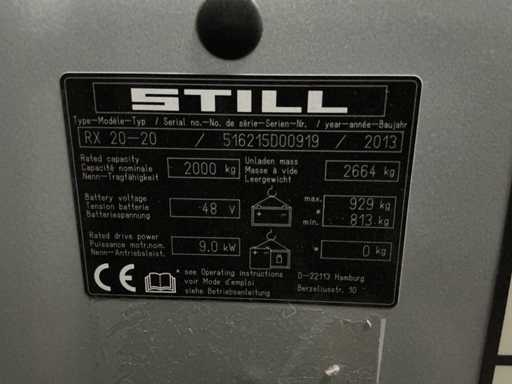 STILL
Type-Modèle-Typ / Serial no.-No. de série-Serien-Nr. / year-année-Baujahr
RX 20-20 / 516215D00919 / 2013
Rated capacity
Capacité nominale
Nenn-Tragfähigkeit
2000 kg
Unladen mass
Masse à vide
Leergewicht
2664 kg
Battery voltage
Tension batterie
Batteriespannung
48 V
max. 929 kg
*
min. 813 kg
Rated drive power
Puissance motr.nom.
Nenn-Antriebsleist.
9.0 kW
* 0 kg
CE
* see Operating instructions
voir Mode d'emploi
siehe Betriebsanleitung
D-22113 Hamburg
Berzeliusstr. 10